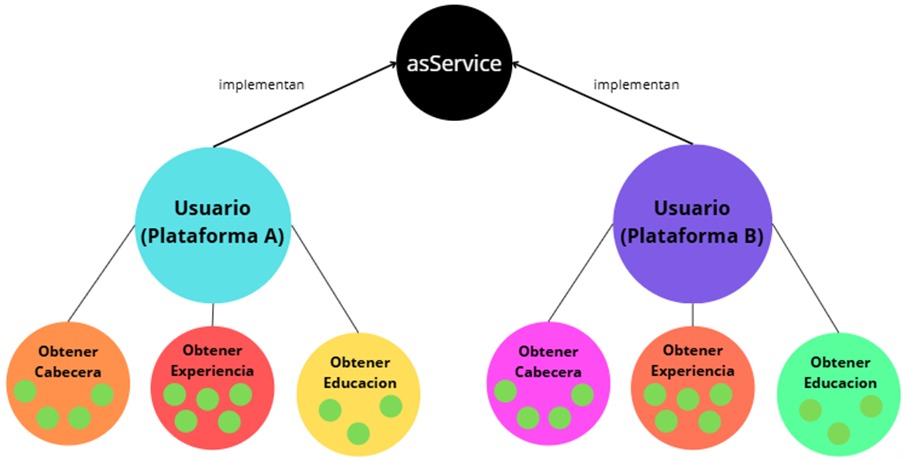 asService
implementan
implementan
Usuario
(Plataforma A)
Usuario
(Plataforma B)
Obtener
Cabecera
Obtener
Experiencia
Obtener
Educacion
Obtener
Cabecera
Obtener
Experiencia
Obtener
Educacion